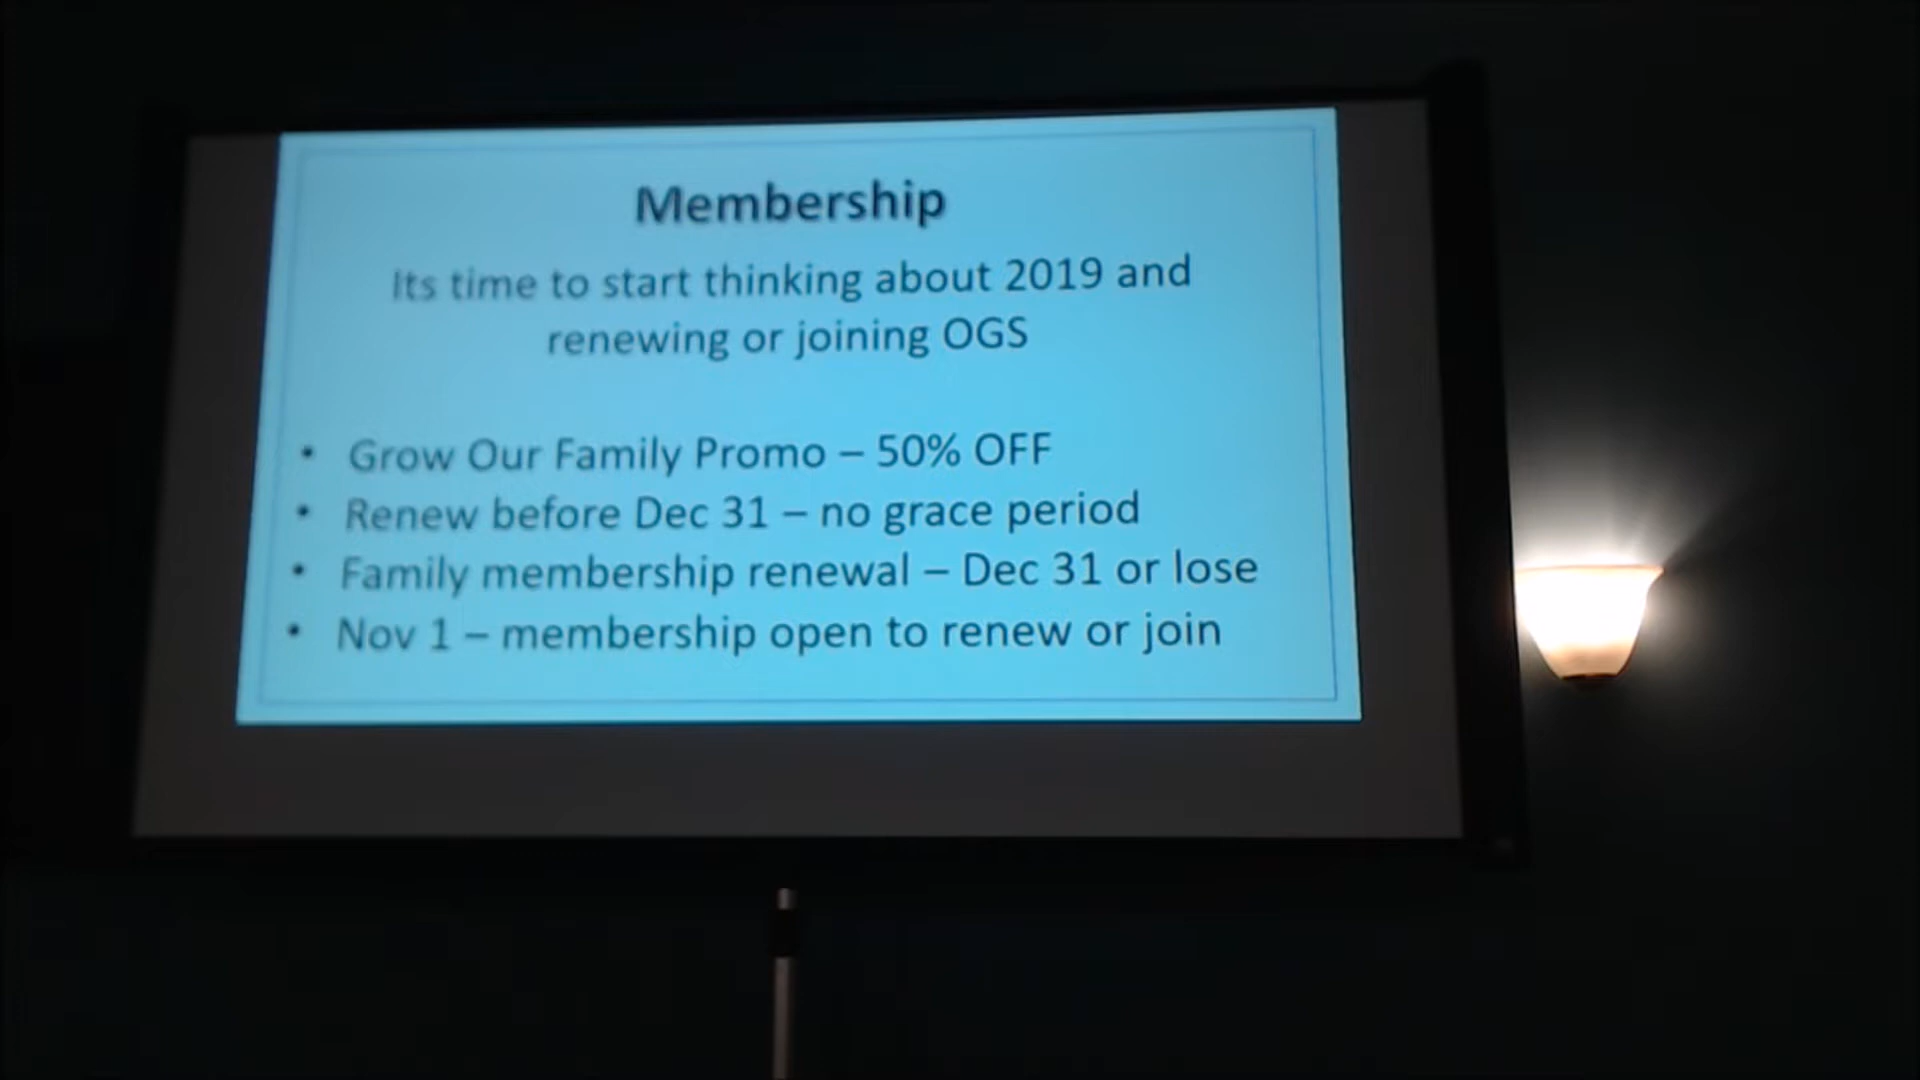 Membership
Its time to start thinking about 2019 and
renewing or joining OGS
• Grow Our Family Promo – 50% OFF
• Renew before Dec 31 – no grace period
• Family membership renewal – Dec 31 or lose
• Nov 1 – membership open to renew or join